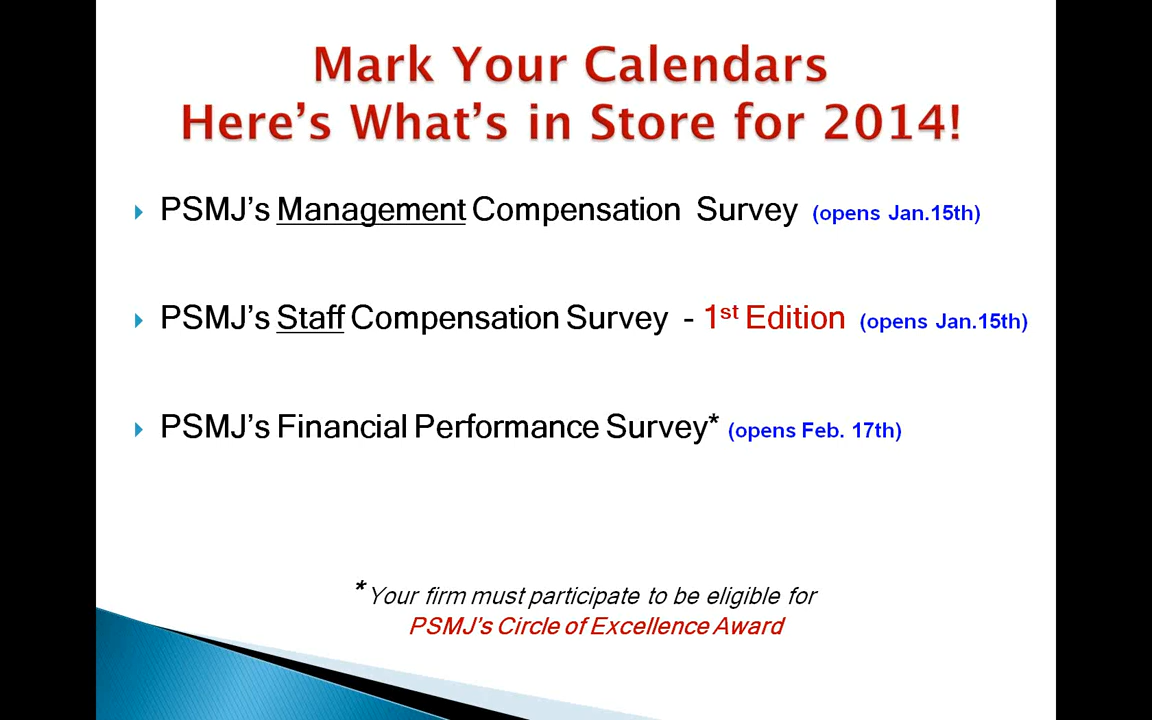 Mark Your Calendars
Here’s What’s in Store for 2014!
PSMJ’s Management Compensation Survey (opens Jan.15th)
PSMJ’s Staff Compensation Survey - 1st Edition (opens Jan.15th)
PSMJ’s Financial Performance Survey* (opens Feb. 17th)
*Your firm must participate to be eligible for
PSMJ’s Circle of Excellence Award